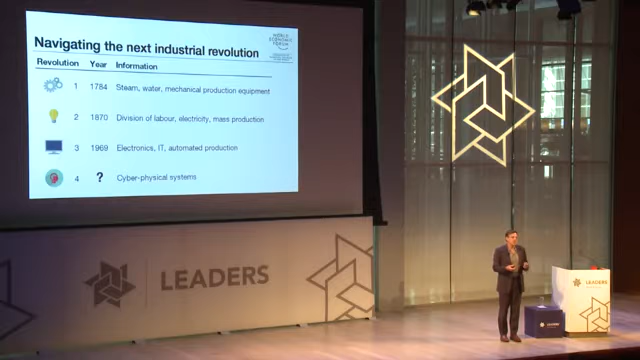 WORLD
ECONOMIC
FORUM
Navigating the next industrial revolution
Revolution Year Information
1 1784 Steam, water, mechanical production equipment
2 1870 Division of labour, electricity, mass production
3 1969 Electronics, IT, automated production
4 ? Cyber-physical systems
LEADERS